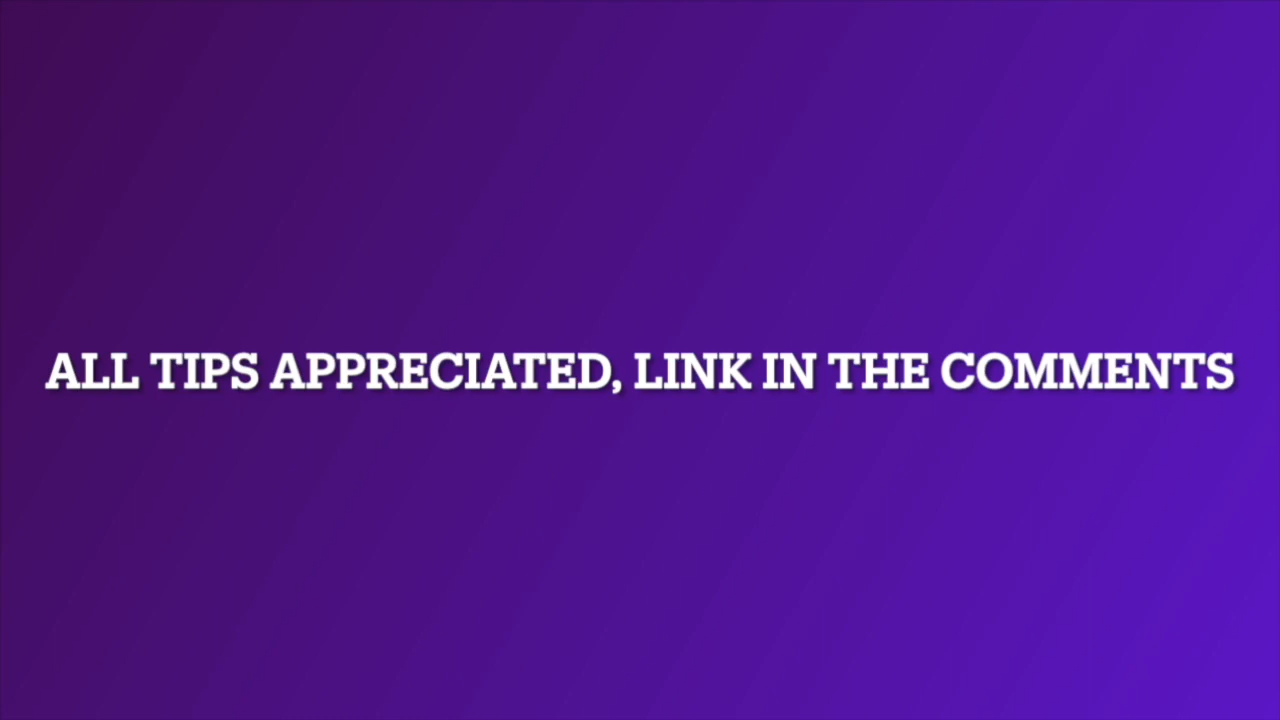 ALL TIPS APPRECIATED, LINK IN THE COMMENTS